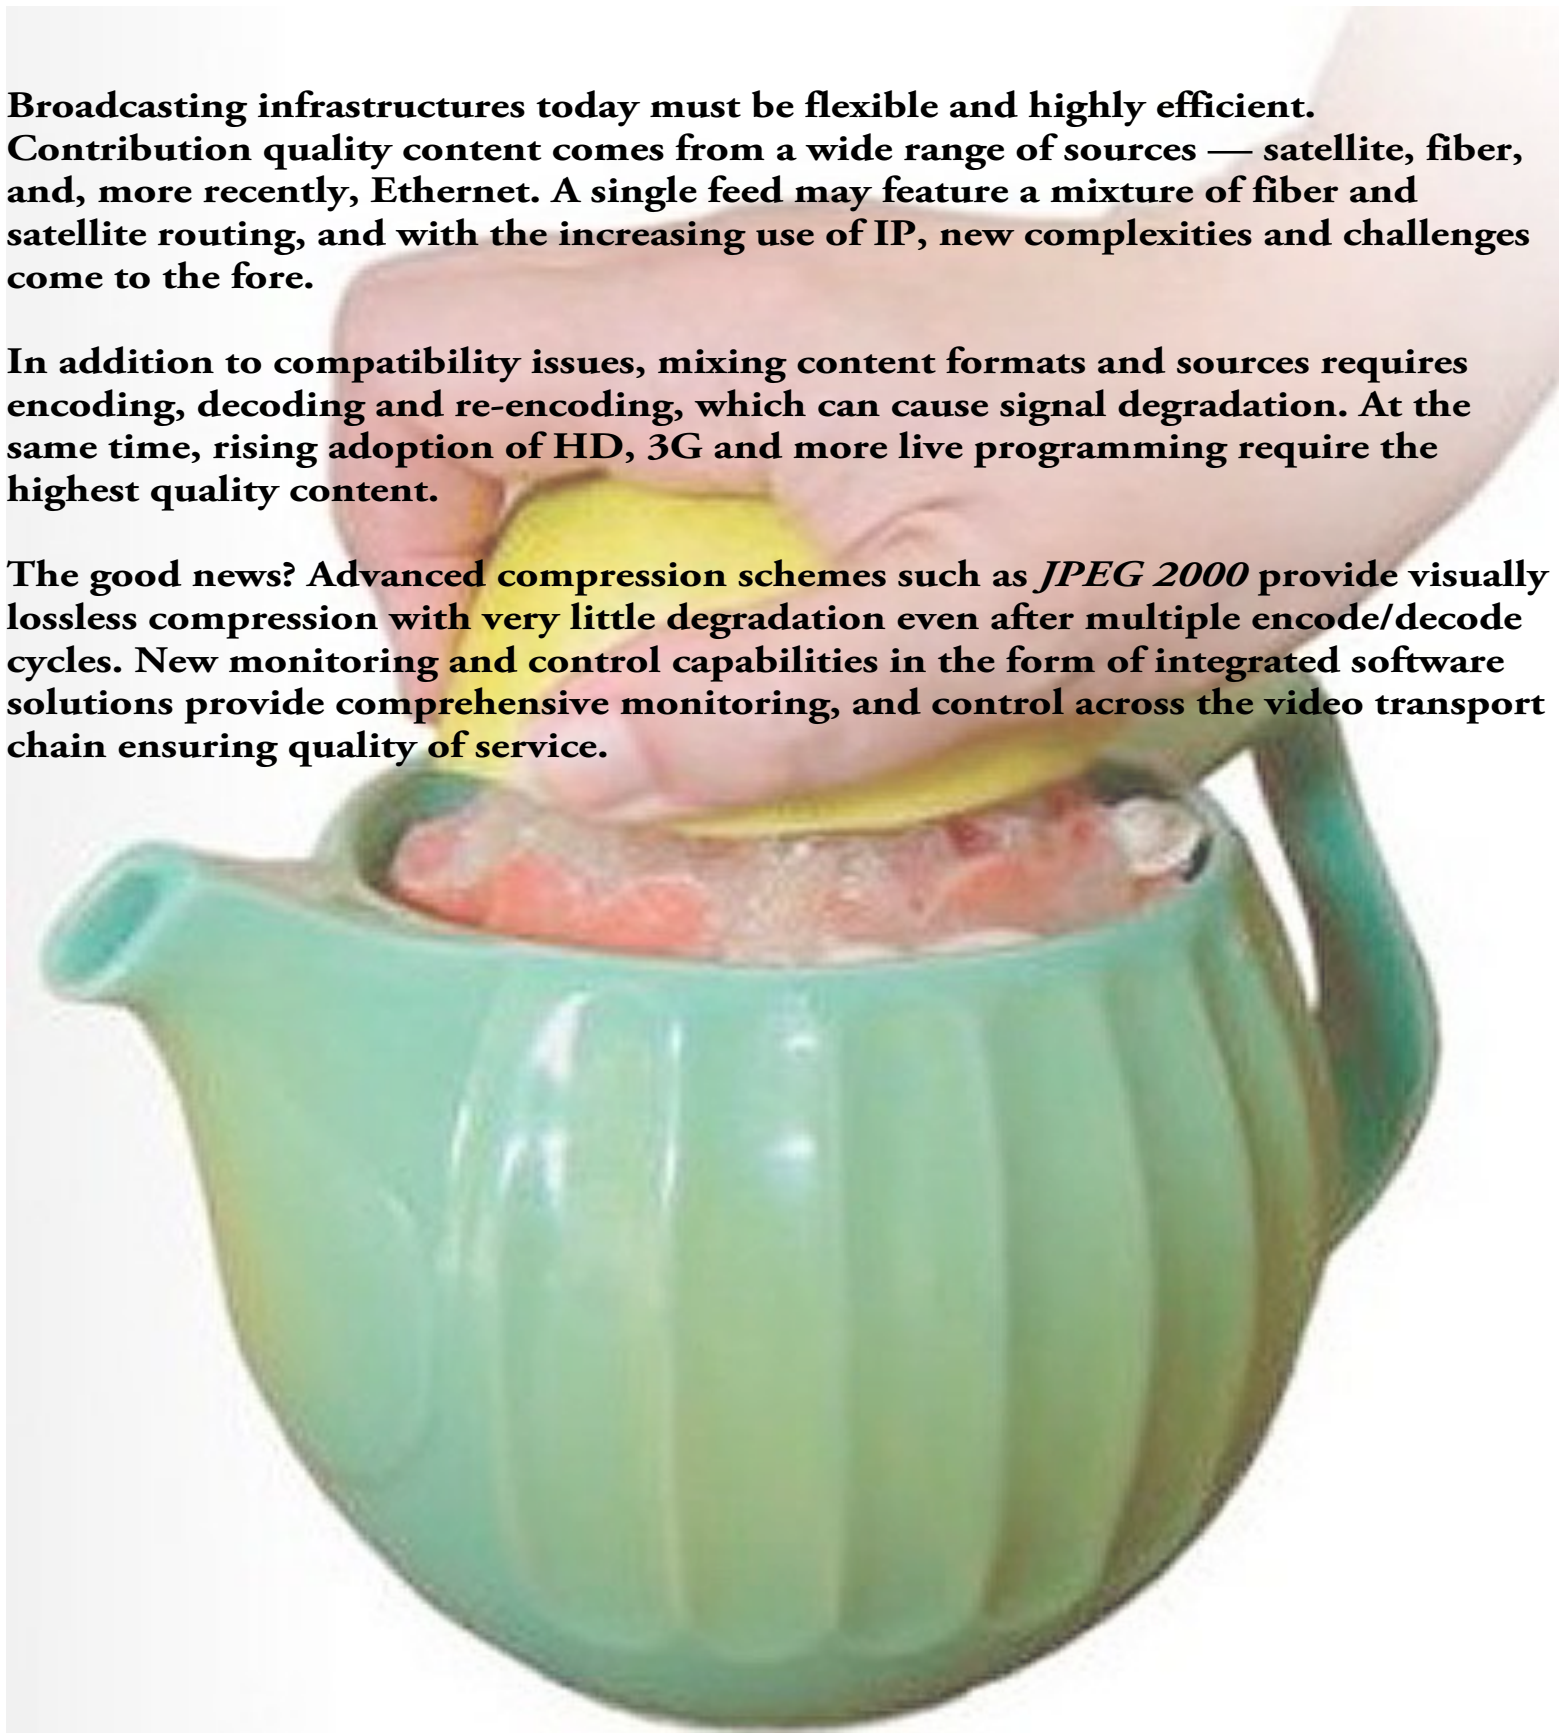 Broadcasting infrastructures today must be flexible and highly efficient.
Contribution quality content comes from a wide range of sources — satellite, fiber,
and, more recently, Ethernet. A single feed may feature a mixture of fiber and
satellite routing, and with the increasing use of IP, new complexities and challenges
come to the fore.
In addition to compatibility issues, mixing content formats and sources requires
encoding, decoding and re-encoding, which can cause signal degradation. At the
same time, rising adoption of HD, 3G and more live programming require the
highest quality content.
The good news? Advanced compression schemes such as JPEG 2000 provide visually
lossless compression with very little degradation even after multiple encode/decode
cycles. New monitoring and control capabilities in the form of integrated software
solutions provide comprehensive monitoring, and control across the video transport
chain ensuring quality of service.